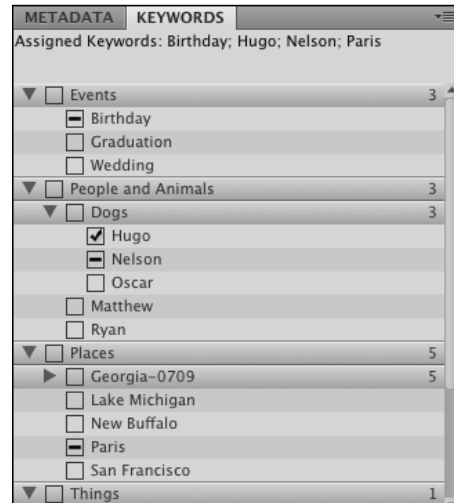 METADATA KEYWORDS
Assigned Keywords: Birthday; Hugo; Nelson; Paris
Events 3
Birthday
Graduation
Wedding
People and Animals 3
Dogs 3
Hugo
Nelson
Oscar
Matthew
Ryan
Places 5
Georgia-0709 5
Lake Michigan
New Buffalo
Paris
San Francisco
Things 1